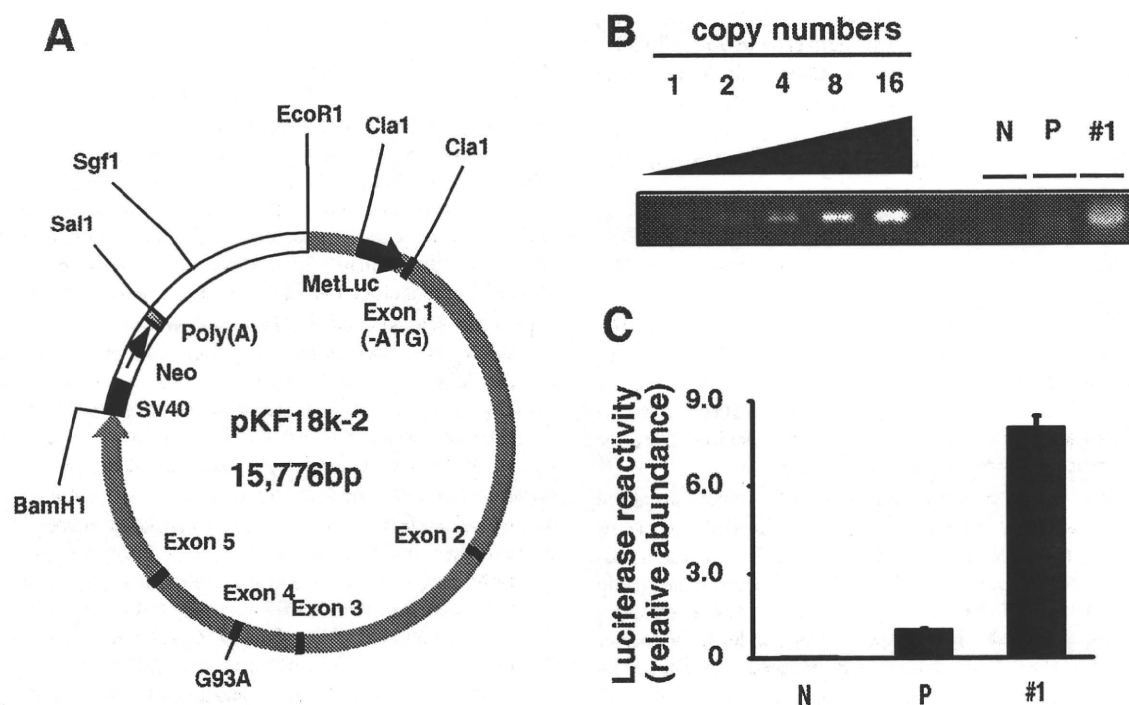 A
EcoR1
Cla1
Cla1
Sgf1
Sal1
MetLuc
Exon 1
(-ATG)
Poly(A)
Neo
SV40
pKF18k-2
15,776bp
BamH1
Exon 2
Exon 5
Exon 4
Exon 3
G93A
B
copy numbers
1 2 4 8 16
N P #1
C
Luciferase reactivity
(relative abundance)
9.0
6.0
3.0
0
N P #1